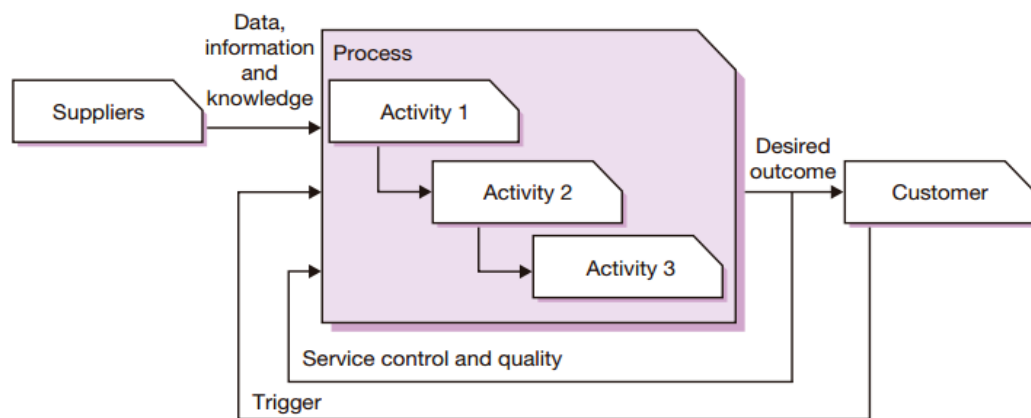 Data,
information
and
knowledge
Process
Suppliers
Activity 1
Desired
outcome
Activity 2
Customer
Activity 3
Service control and quality
Trigger